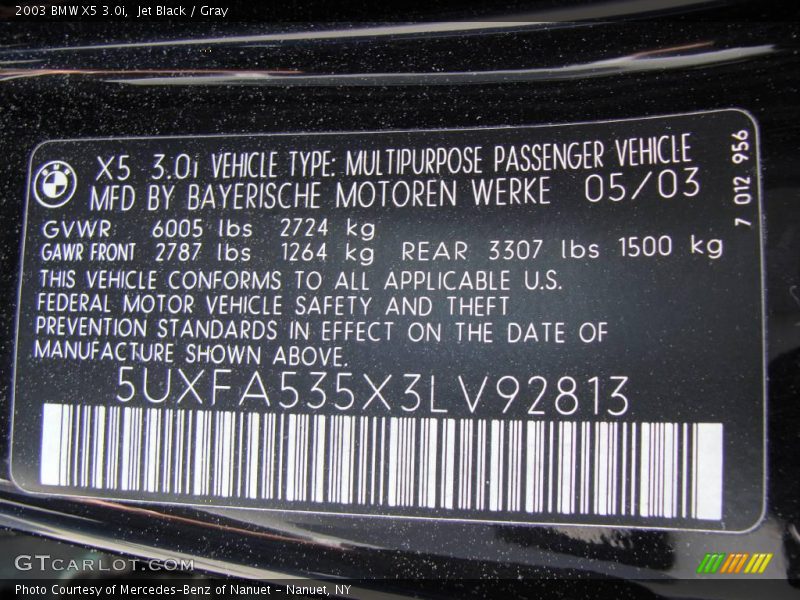 2003 BMW X5 3.0i, Jet Black / Gray
X5 3.0i VEHICLE TYPE: MULTIPURPOSE PASSENGER VEHICLE
MFD BY BAYERISCHE MOTOREN WERKE 05/03
7 012 956
GVWR 6005 lbs 2724 kg
GAWR FRONT 2787 lbs 1264 kg REAR 3307 lbs 1500 kg
THIS VEHICLE CONFORMS TO ALL APPLICABLE U.S.
FEDERAL MOTOR VEHICLE SAFETY AND THEFT
PREVENTION STANDARDS IN EFFECT ON THE DATE OF
MANUFACTURE SHOWN ABOVE.
5UXFA535X3LV92813
GTCARLOT.COM
Photo Courtesy of Mercedes-Benz of Nanuet - Nanuet, NY